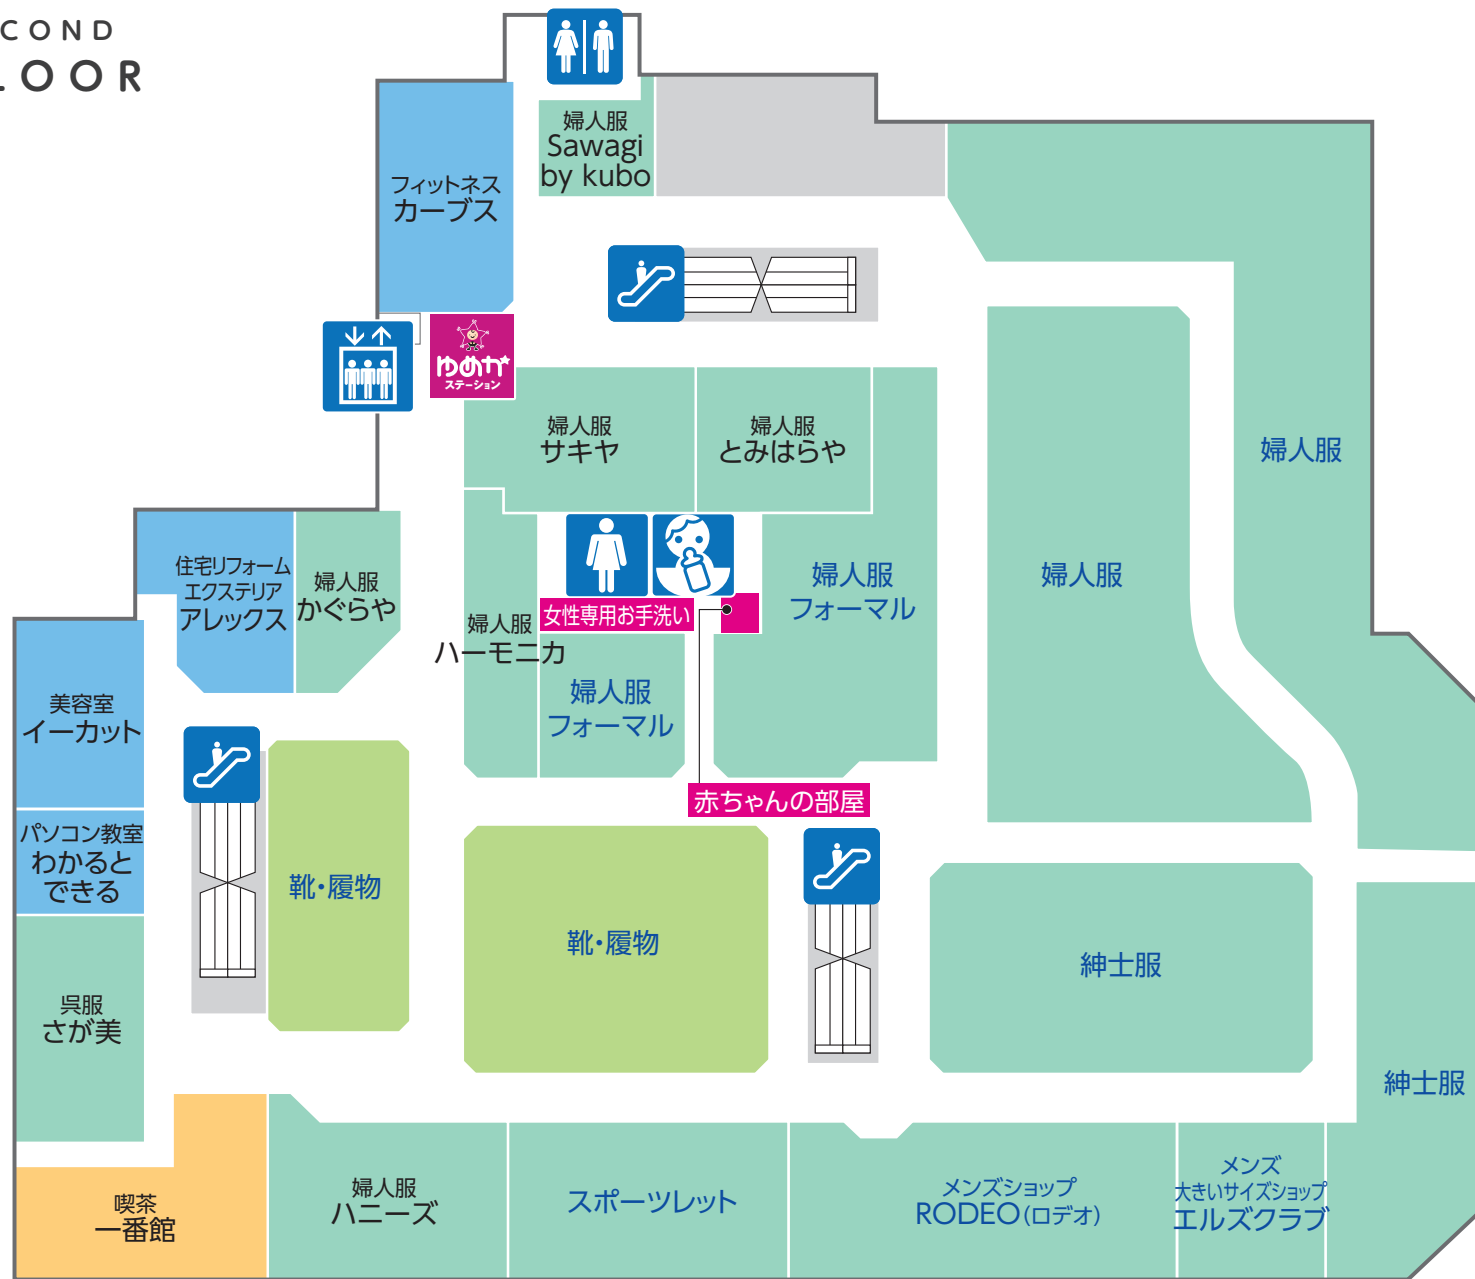 COND
LOOR
婦人服
Sawagi
by kubo
フィットネス
カーブス
ゆめか
ステーション
婦人服
サキヤ
婦人服
とみはらや
婦人服
婦人服
フォーマル
婦人服
住宅リフォーム
エクステリア
アレックス
婦人服
かぐらや
女性専用お手洗い
婦人服
ハーモニカ
婦人服
フォーマル
美容室
イーカット
赤ちゃんの部屋
パソコン教室
わかると
できる
靴・履物
靴・履物
紳士服
呉服
さが美
紳士服
喫茶
一番館
婦人服
ハニーズ
スポーツレット
メンズショップ
RODEO(ロデオ)
メンズ
大きいサイズショップ
エルズクラブ